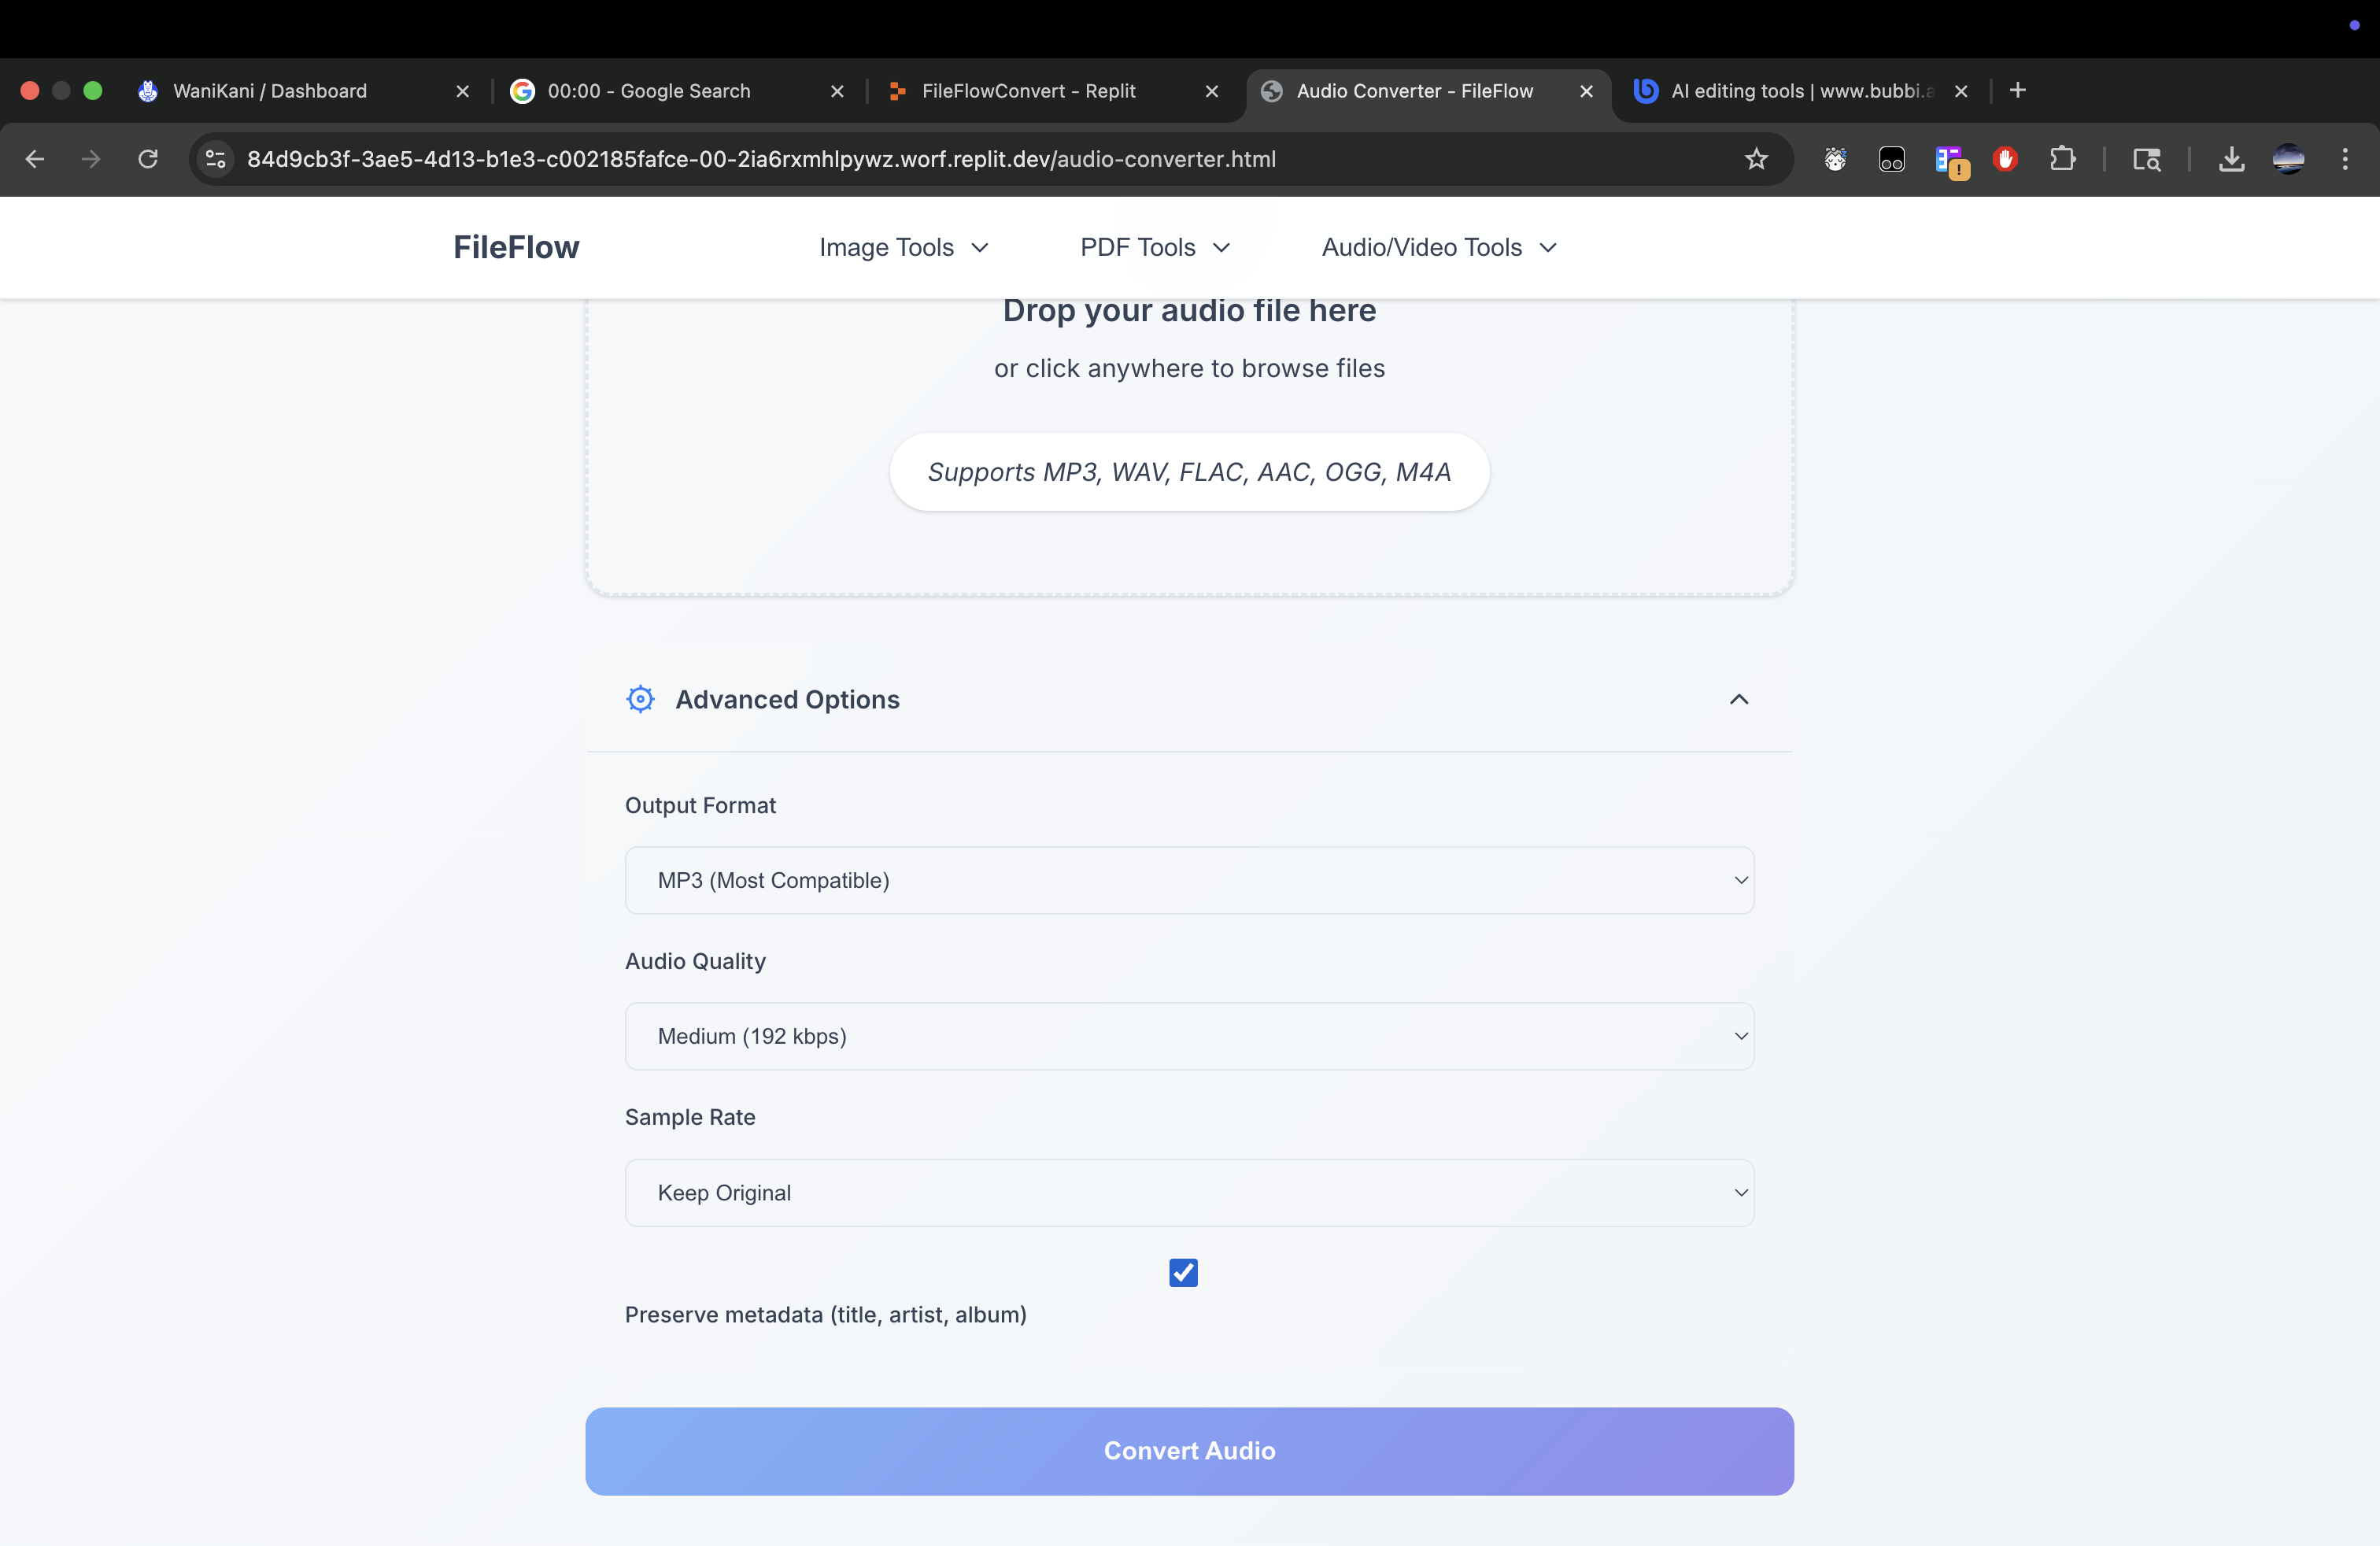 WaniKani / Dashboard
00:00 - Google Search
FileFlowConvert - Replit
Audio Converter - FileFlow
AI editing tools | www.bubbi.a
84d9cb3f-3ae5-4d13-b1e3-c002185fafce-00-2ia6rxmhlpywz.worf.replit.dev/audio-converter.html
FileFlow
Image Tools
PDF Tools
Audio/Video Tools
Drop your audio file here
or click anywhere to browse files
Supports MP3, WAV, FLAC, AAC, OGG, M4A
Advanced Options
Output Format
MP3 (Most Compatible)
Audio Quality
Medium (192 kbps)
Sample Rate
Keep Original
Preserve metadata (title, artist, album)
Convert Audio